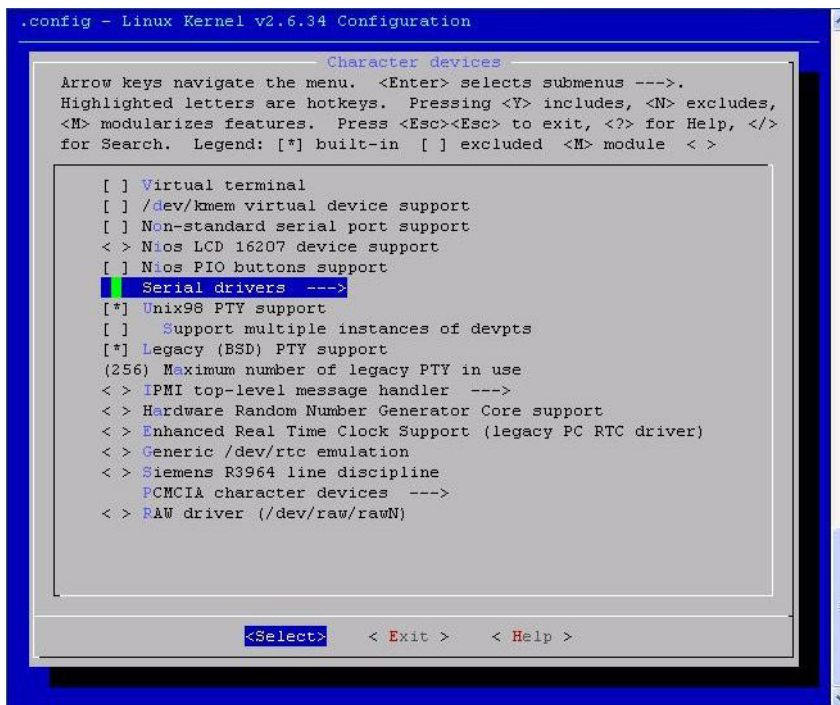 .config - Linux Kernel v2.6.34 Configuration
Character devices
Arrow keys navigate the menu.  <Enter> selects submenus --->.
Highlighted letters are hotkeys.  Pressing <Y> includes, <N> excludes,
<M> modularizes features.  Press <Esc><Esc> to exit, <?> for Help, </>
for Search.  Legend: [*] built-in  [ ] excluded  <M> module  < >
[ ] Virtual terminal
[ ] /dev/kmem virtual device support
[ ] Non-standard serial port support
< > Nios LCD 16207 device support
[ ] Nios PIO buttons support
Serial drivers  --->
[*] Unix98 PTY support
[ ]   Support multiple instances of devpts
[*] Legacy (BSD) PTY support
(256) Maximum number of legacy PTY in use
< > IPMI top-level message handler  --->
< > Hardware Random Number Generator Core support
< > Enhanced Real Time Clock Support (legacy PC RTC driver)
< > Generic /dev/rtc emulation
< > Siemens R3964 line discipline
PCMCIA character devices  --->
< > RAW driver (/dev/raw/rawN)
<Select>    < Exit >    < Help >